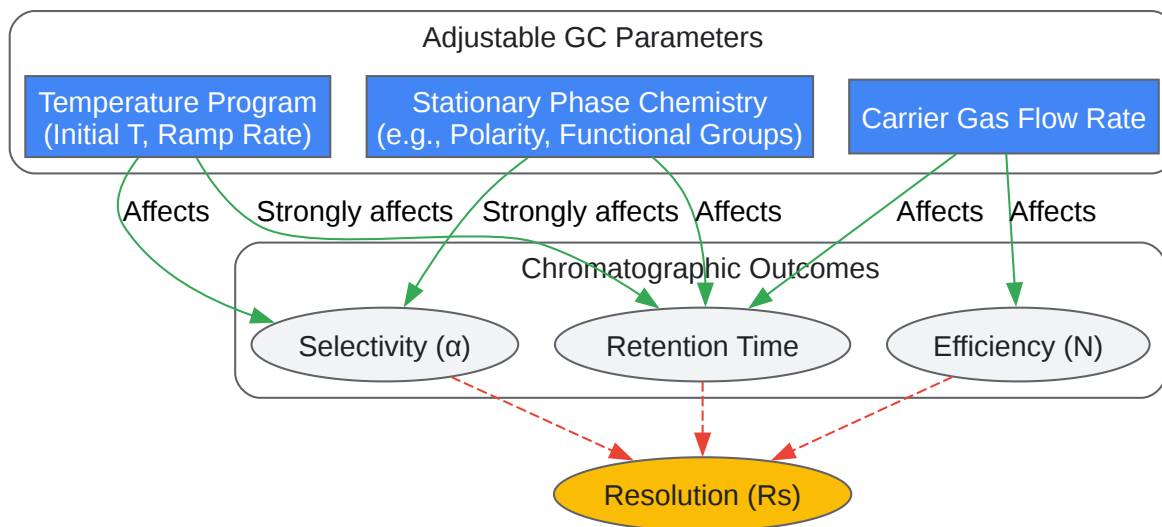 Adjustable GC Parameters
Temperature Program
(Initial T, Ramp Rate)
Stationary Phase Chemistry
(e.g., Polarity, Functional Groups)
Carrier Gas Flow Rate
Affects
Strongly affects
Strongly affects
Affects
Affects
Affects
Chromatographic Outcomes
Selectivity (α)
Retention Time
Efficiency (N)
Resolution (Rs)